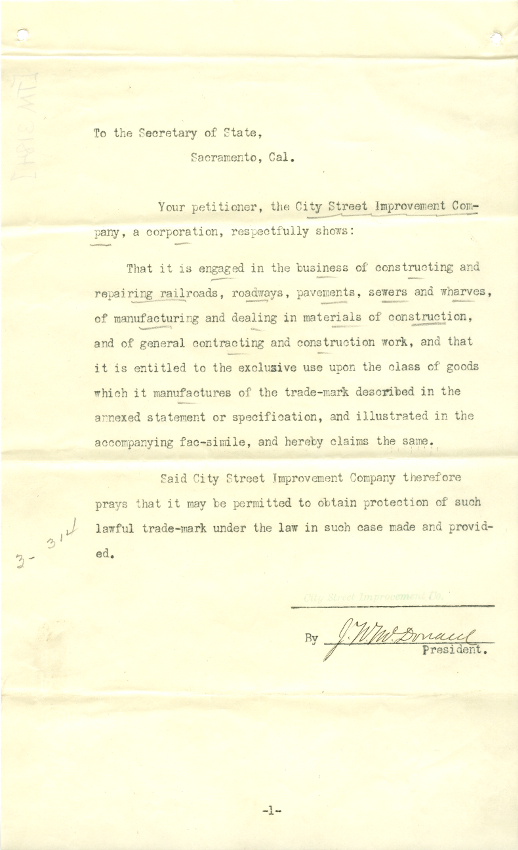 To the Secretary of State,
Sacramento, Cal.
Your petitioner, the City Street Improvement Com-
pany, a corporation, respectfully shows:
That it is engaged in the business of constructing and
repairing railroads, roadways, pavements, sewers and wharves,
of manufacturing and dealing in materials of construction,
and of general contracting and construction work, and that
it is entitled to the exclusive use upon the class of goods
which it manufactures of the trade-mark described in the
annexed statement or specification, and illustrated in the
accompanying fac-simile, and hereby claims the same.
Said City Street Improvement Company therefore
prays that it may be permitted to obtain protection of such
lawful trade-mark under the law in such case made and provid-
ed.
City Street Improvement Co.
By J. W. McDonald
President.
-1-